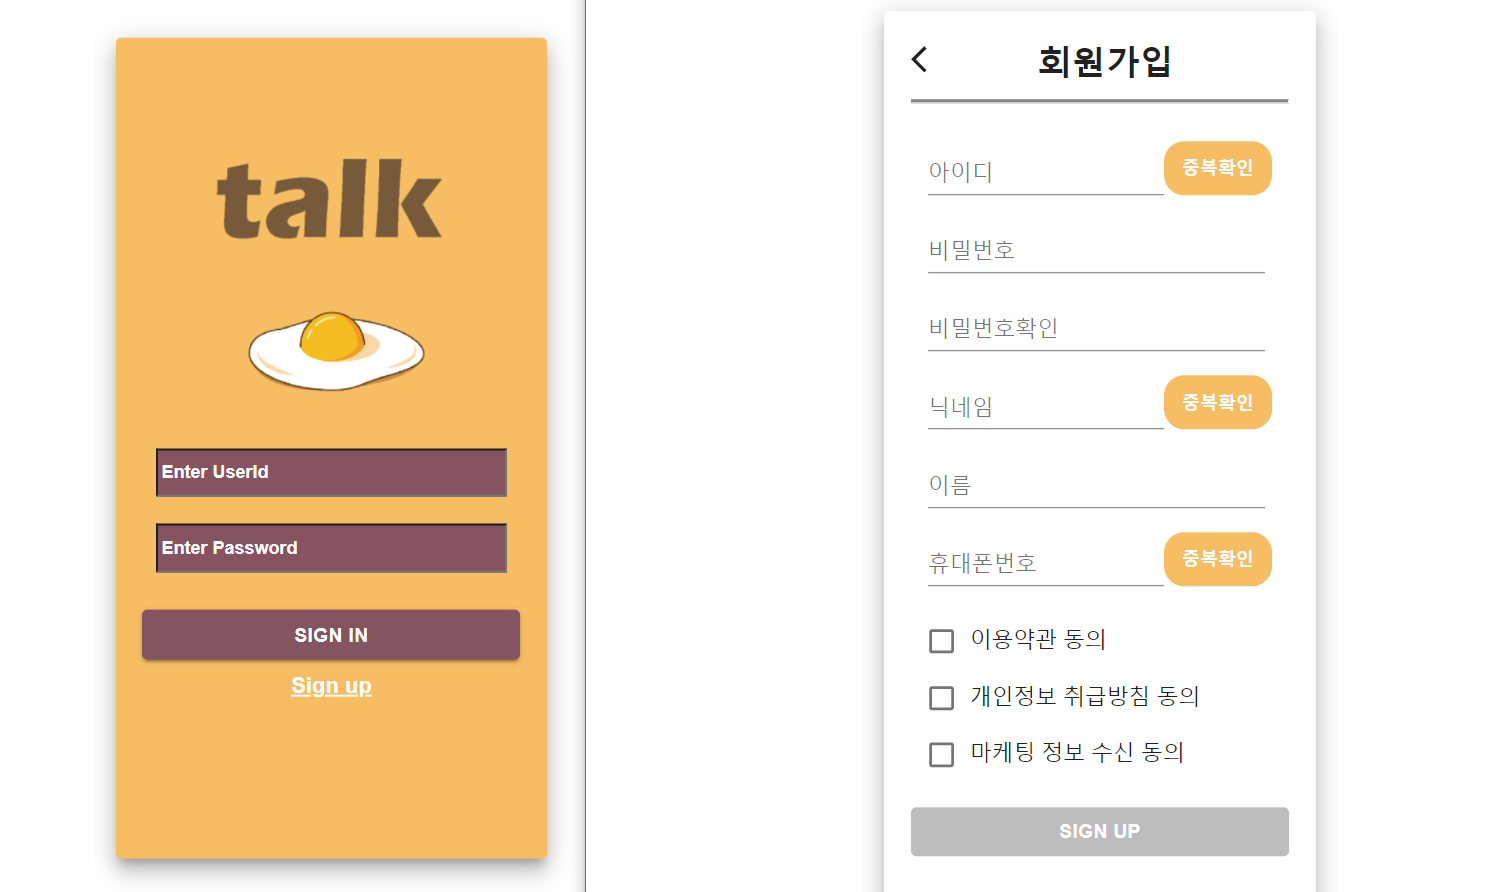 talk
Enter UserId
Enter Password
SIGN IN
Sign up
회원가입
아이디
중복확인
비밀번호
비밀번호확인
닉네임
중복확인
이름
휴대폰번호
중복확인
이용약관 동의
개인정보 취급방침 동의
마케팅 정보 수신 동의
SIGN UP